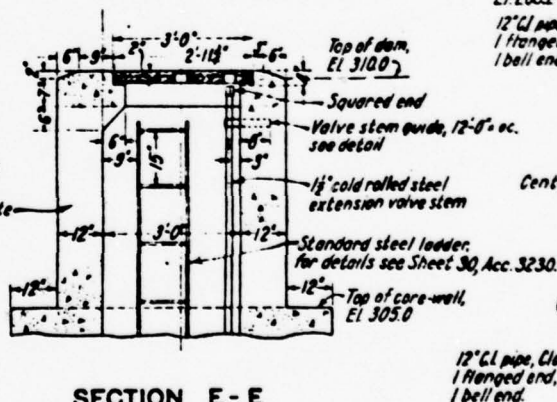 3'-0"
2"
2'-11½"
6"
9"
6"
Top of dam,
El. 310.0
12" C.I. pipe
1 flanged
1 bell end
Squared end
Valve stem guide, 12'-0" o.c.
see detail
6"
9"
15"
6"
3"
1½" cold rolled steel
extension valve stem
Cent
12"
3'-0"
12"
Standard steel ladder,
for details see Sheet 30, Acc. 3230.
12"
12"
Top of core-wall,
El. 305.0
12" C.I. pipe, Cla
1 flanged end,
1 bell end.
SECTION E-E